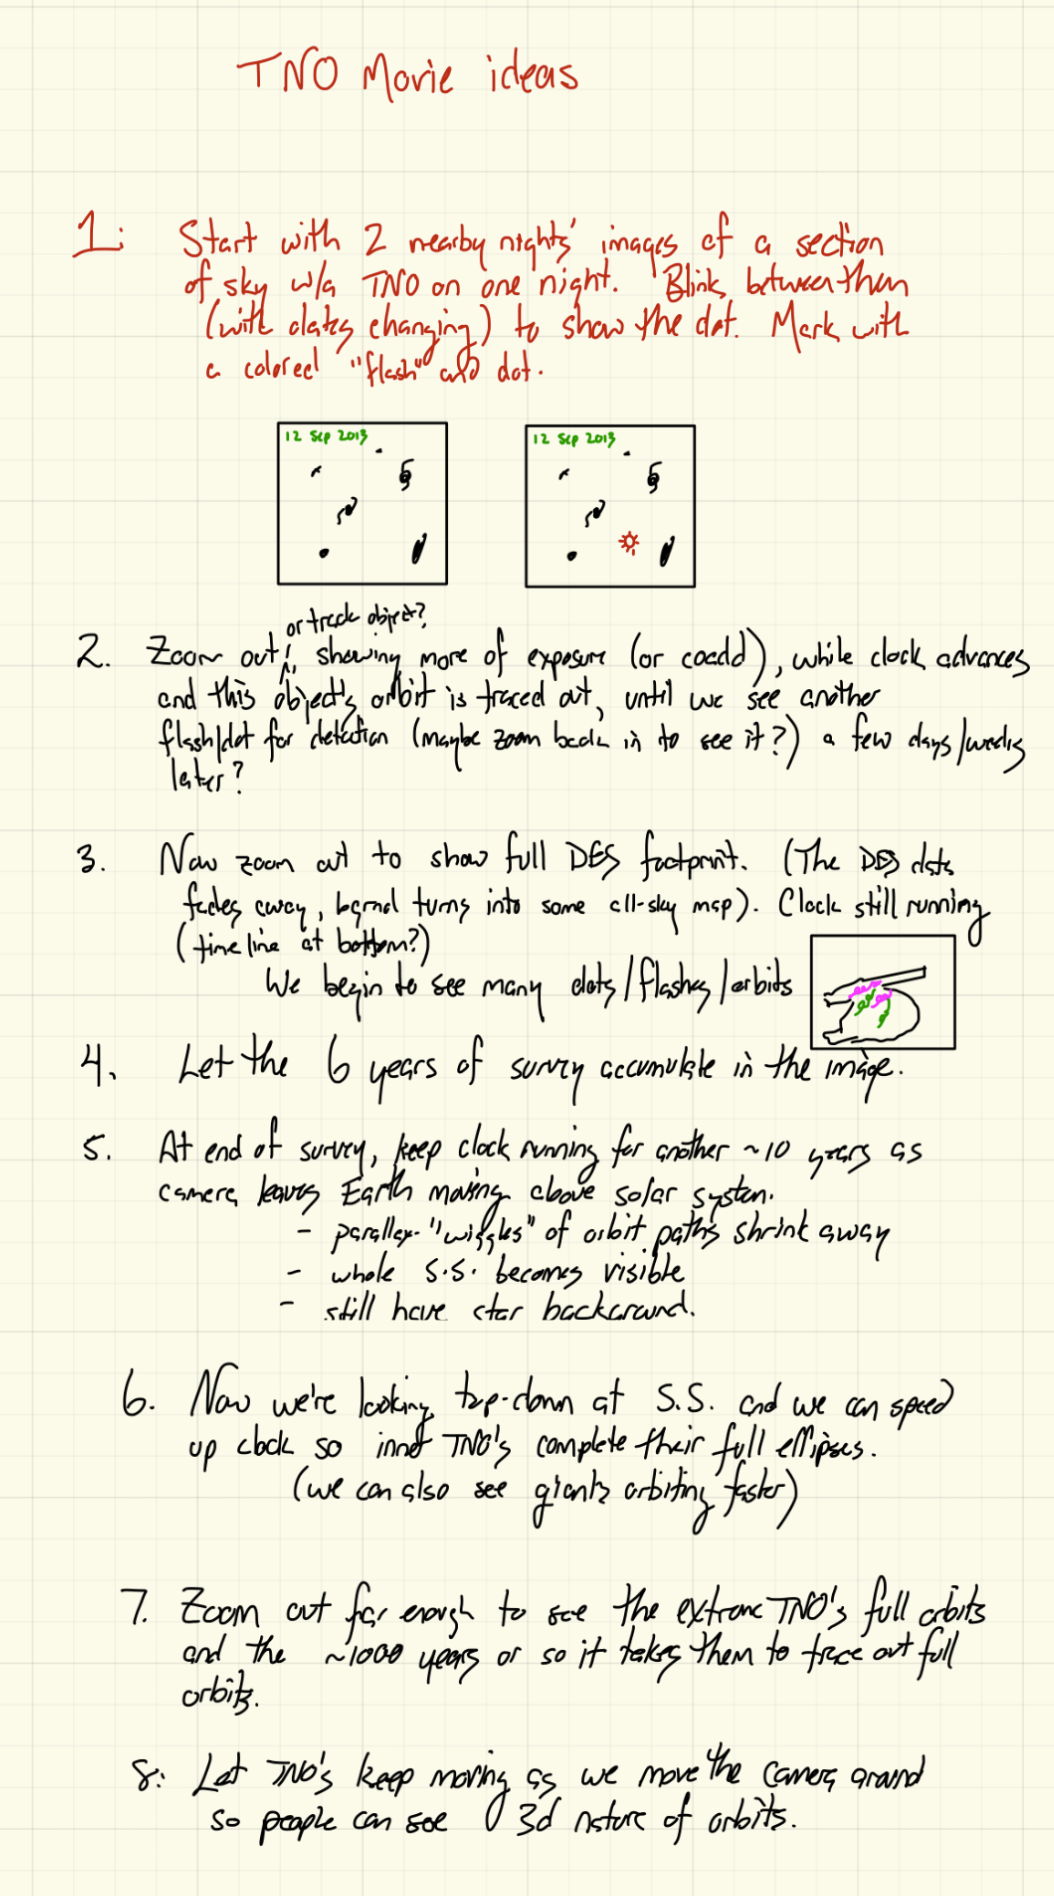 TNO Movie ideas
1: Start with 2 nearby nights' images of a section
of sky w/a TNO on one night. Blink between them
(with dates changing) to show the dot. Mark with
a colored "flash" and dot.
12 Sep 2013
12 Sep 2013
or track object?
2. Zoom out, showing more of exposure (or coadd), while clock advances
and this object's orbit is traced out, until we see another
flash/dot for detection (maybe zoom back in to see it?) a few days/weeks
later?
3. Now zoom out to show full DES footprint. (The DES data
fades away, bgrnd turns into some all-sky map). Clock still running
(timeline at bottom?)
We begin to see many dots/flashes/orbits
4. Let the 6 years of survey accumulate in the image.
5. At end of survey, keep clock running for another ~10 years as
camera leaves Earth moving above solar system.
- parallax "wiggles" of orbit paths shrink away
- whole S.S. becomes visible
- still have star background.
6. Now we're looking top-down at S.S. and we can speed
up clock so inner TNO's complete their full ellipses.
(we can also see giants orbiting faster)
7. Zoom out far enough to see the extreme TNO's full orbits
and the ~1000 years or so it takes them to trace out full
orbits.
8: Let TNO's keep moving as we move the camera around
so people can see 3d nature of orbits.